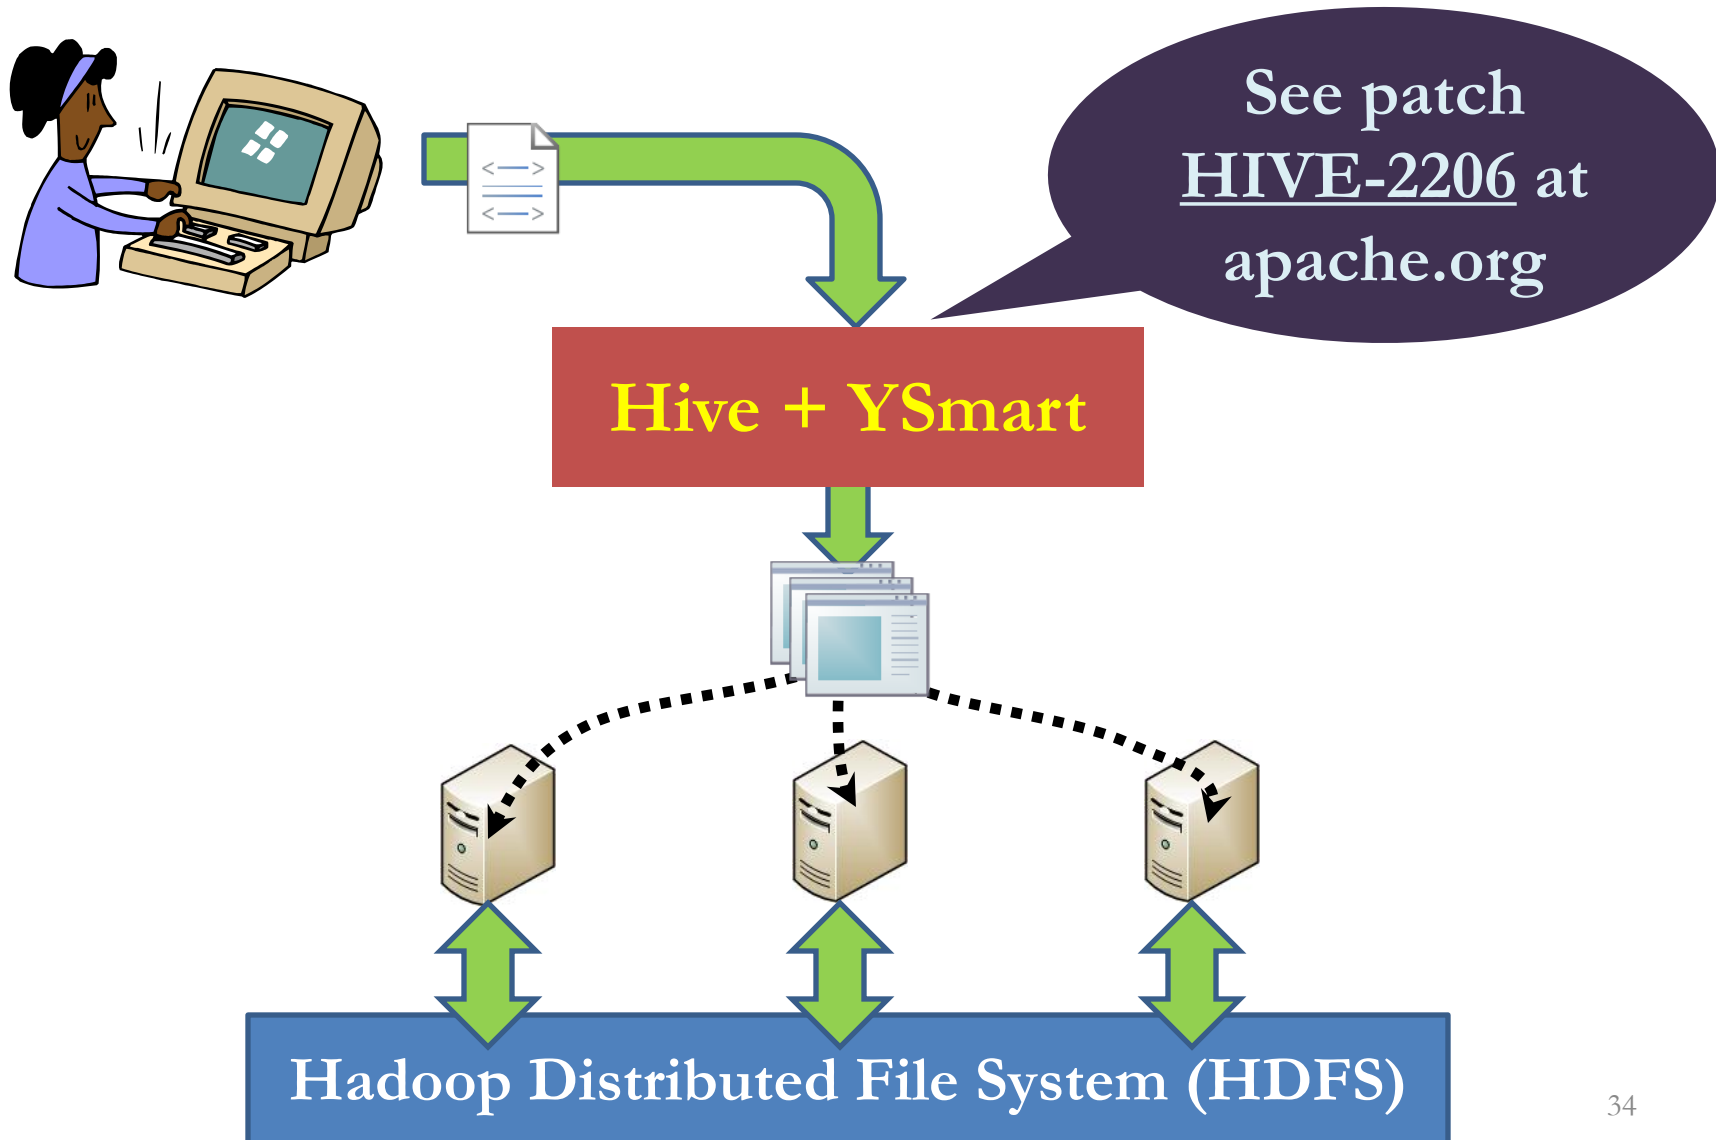 See patch
HIVE-2206 at
apache.org
Hive + YSmart
Hadoop Distributed File System (HDFS)
34